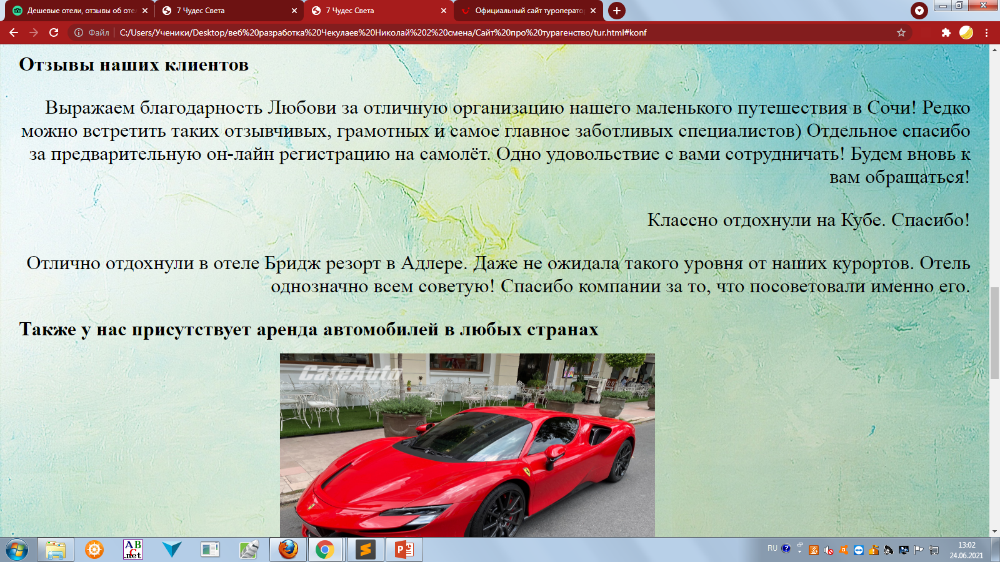 Дешевые отели, отзывы об оте
7 Чудес Света
7 Чудес Света
Официальный сайт туроператор
Файл
C:/Users/Ученики/Desktop/веб%20разработка%20Чекулаев%20Николай%202%20смена/Сайт%20про%20турагенство/tur.html#konf
Отзывы наших клиентов
Выражаем благодарность Любови за отличную организацию нашего маленького путешествия в Сочи! Редко
можно встретить таких отзывчивых, грамотных и самое главное заботливых специалистов) Отдельное спасибо
за предварительную он-лайн регистрацию на самолёт. Одно удовольствие с вами сотрудничать! Будем вновь к
вам обращаться!
Классно отдохнули на Кубе. Спасибо!
Отлично отдохнули в отеле Бридж резорт в Адлере. Даже не ожидала такого уровня от наших курортов. Отель
однозначно всем советую! Спасибо компании за то, что посоветовали именно его.
Также у нас присутствует аренда автомобилей в любых странах
CafeAuto
ABC.net
RU
13:02
24.06.2021